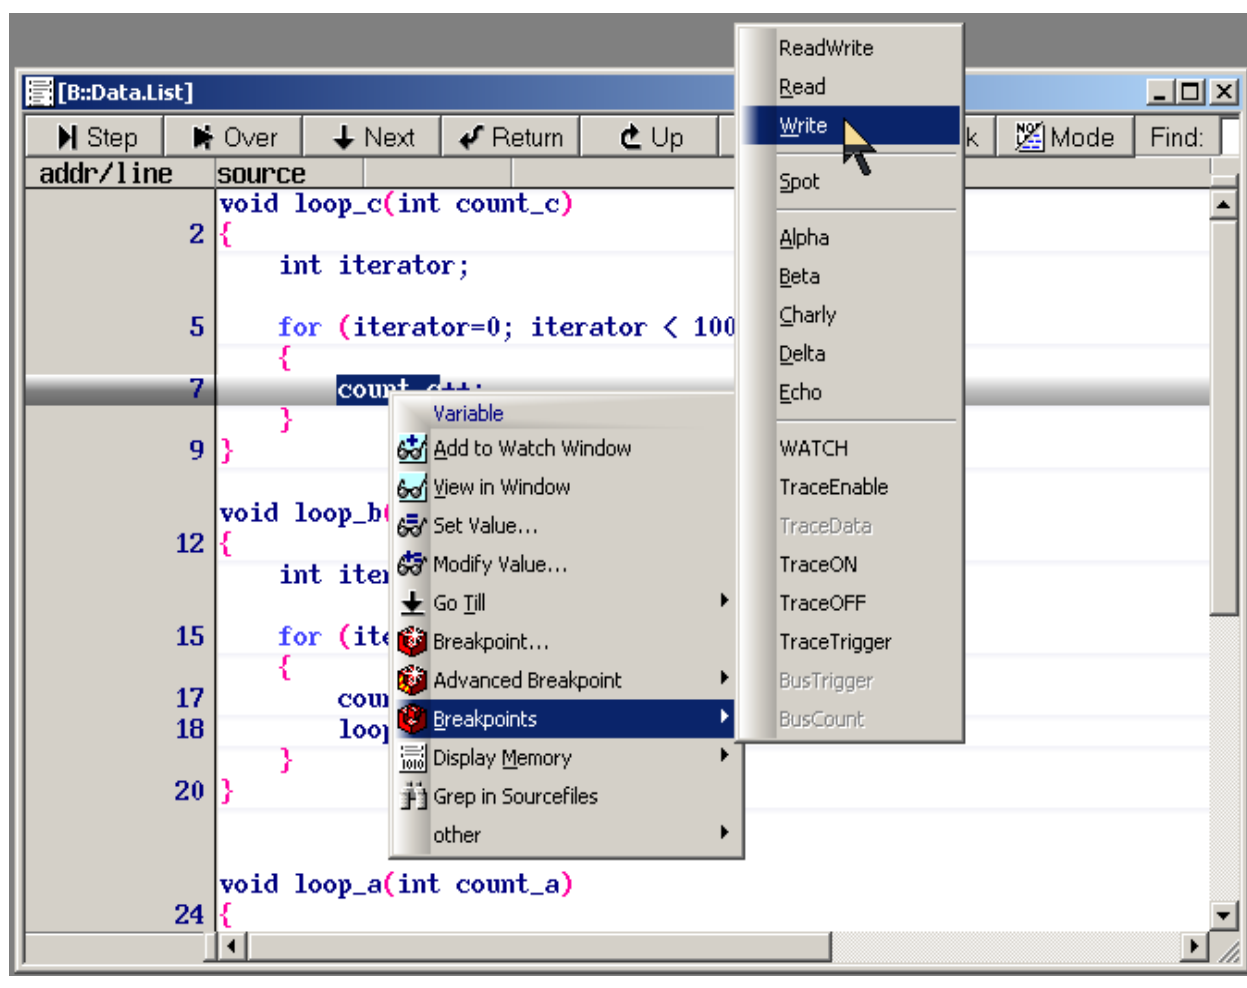 [B::Data.List]
Step Over Next Return Up k Mode Find:
addr/line source
void loop_c(int count_c)
2 {
int iterator;
5 for (iterator=0; iterator < 100
{
7 count_c++;
}
9 }
void loop_b(
12 {
int iter
15 for (ite
{
17 coun
18 loop
}
20 }
void loop_a(int count_a)
24 {
Variable
Add to Watch Window
View in Window
Set Value...
Modify Value...
Go Till
Breakpoint...
Advanced Breakpoint
Breakpoints
Display Memory
Grep in Sourcefiles
other
ReadWrite
Read
Write
Spot
Alpha
Beta
Charly
Delta
Echo
WATCH
TraceEnable
TraceData
TraceON
TraceOFF
TraceTrigger
BusTrigger
BusCount